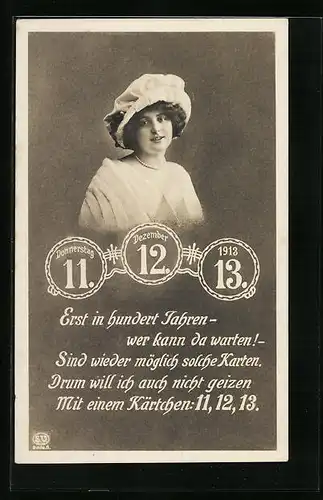 Donnerstag
11.
Dezember
12.
1913
13.
Erst in hundert Jahren –
wer kann da warten! –
Sind wieder möglich solche Karten.
Drum will ich auch nicht geizen
Mit einem Kärtchen: 11, 12, 13.